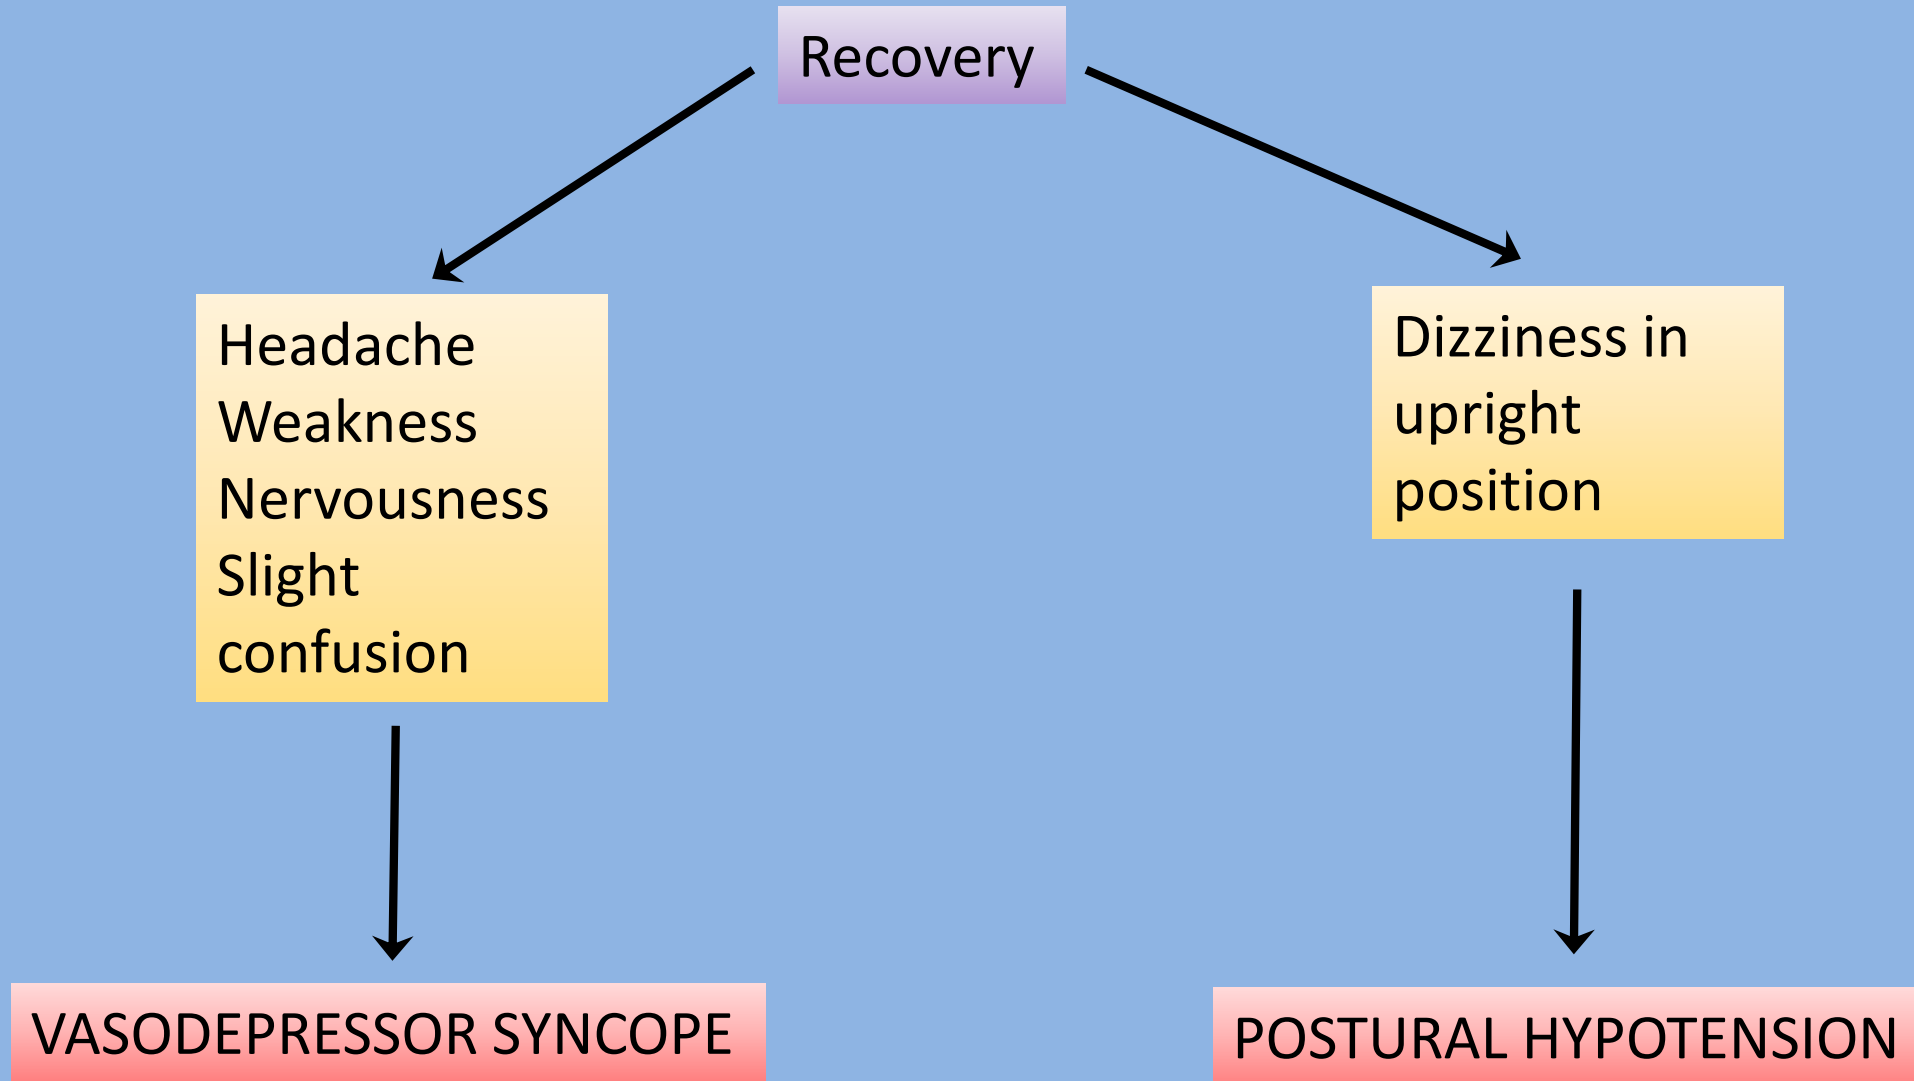 Recovery
Headache
Weakness
Nervousness
Slight
confusion
Dizziness in
upright
position
VASODEPRESSOR SYNCOPE
POSTURAL HYPOTENSION